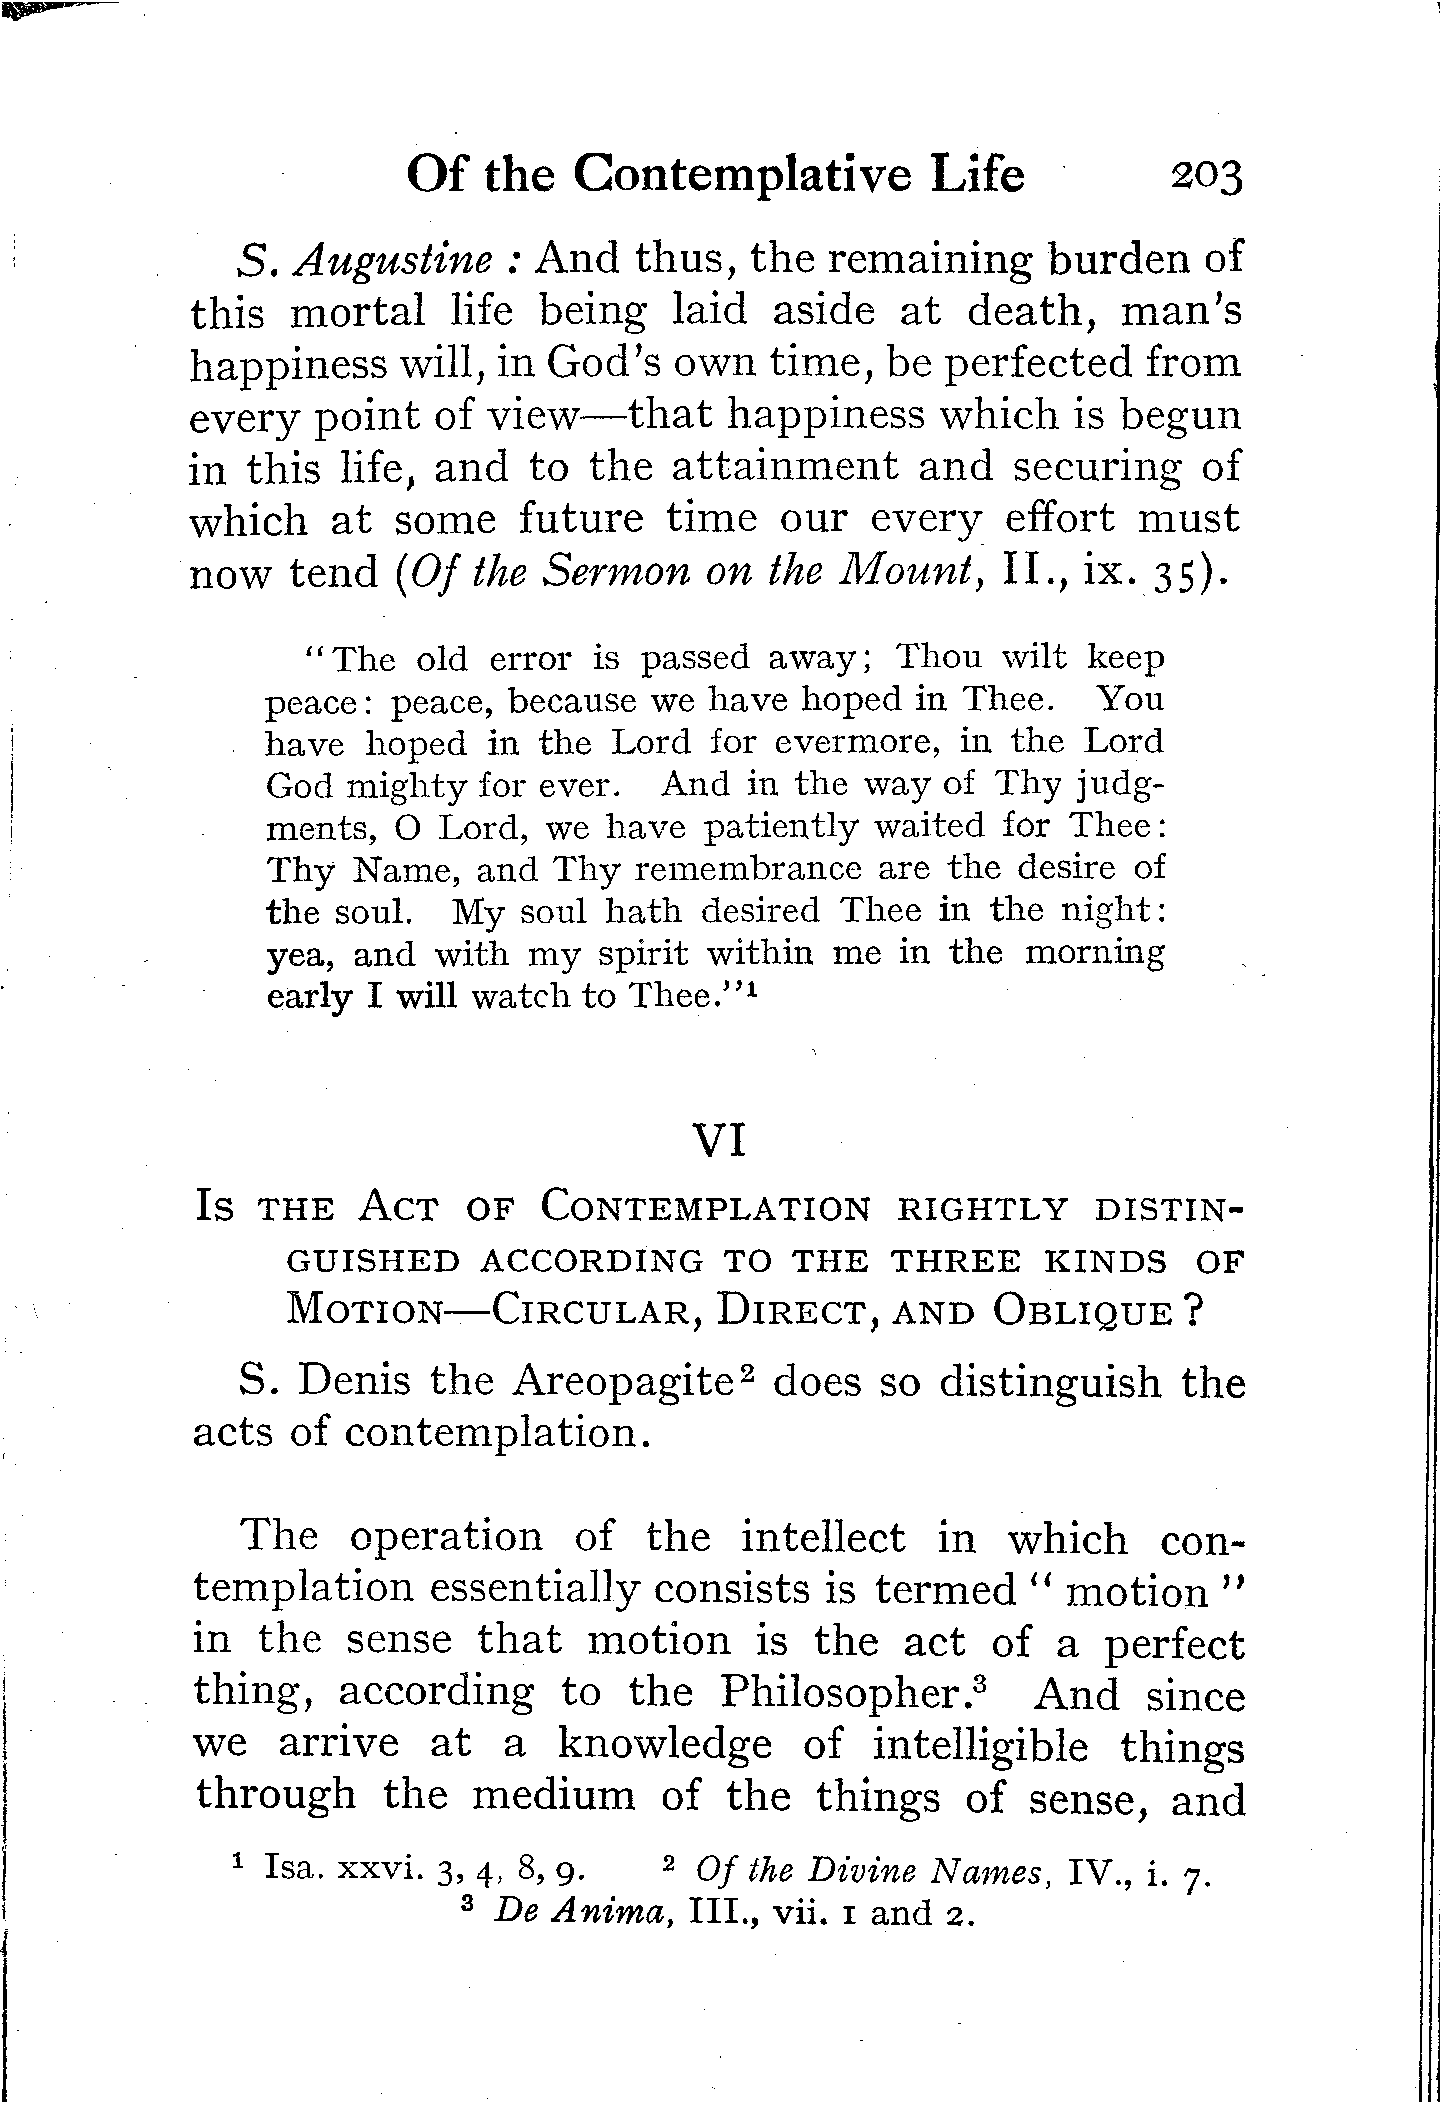 Of the Contemplative Life 203
S. Augustine : And thus, the remaining burden of
this mortal life being laid aside at death, man's
happiness will, in God's own time, be perfected from
every point of view—that happiness which is begun
in this life, and to the attainment and securing of
which at some future time our every effort must
now tend (Of the Sermon on the Mount, II., ix. 35).
"The old error is passed away; Thou wilt keep
peace: peace, because we have hoped in Thee. You
have hoped in the Lord for evermore, in the Lord
God mighty for ever. And in the way of Thy judg-
ments, O Lord, we have patiently waited for Thee:
Thy Name, and Thy remembrance are the desire of
the soul. My soul hath desired Thee in the night:
yea, and with my spirit within me in the morning
early I will watch to Thee."¹
VI
Is the Act of Contemplation rightly distin-
guished according to the three kinds of
Motion—Circular, Direct, and Oblique ?
S. Denis the Areopagite² does so distinguish the
acts of contemplation.
The operation of the intellect in which con-
templation essentially consists is termed " motion "
in the sense that motion is the act of a perfect
thing, according to the Philosopher.³ And since
we arrive at a knowledge of intelligible things
through the medium of the things of sense, and
¹ Isa. xxvi. 3, 4, 8, 9. ² Of the Divine Names, IV., i. 7.
³ De Anima, III., vii. 1 and 2.